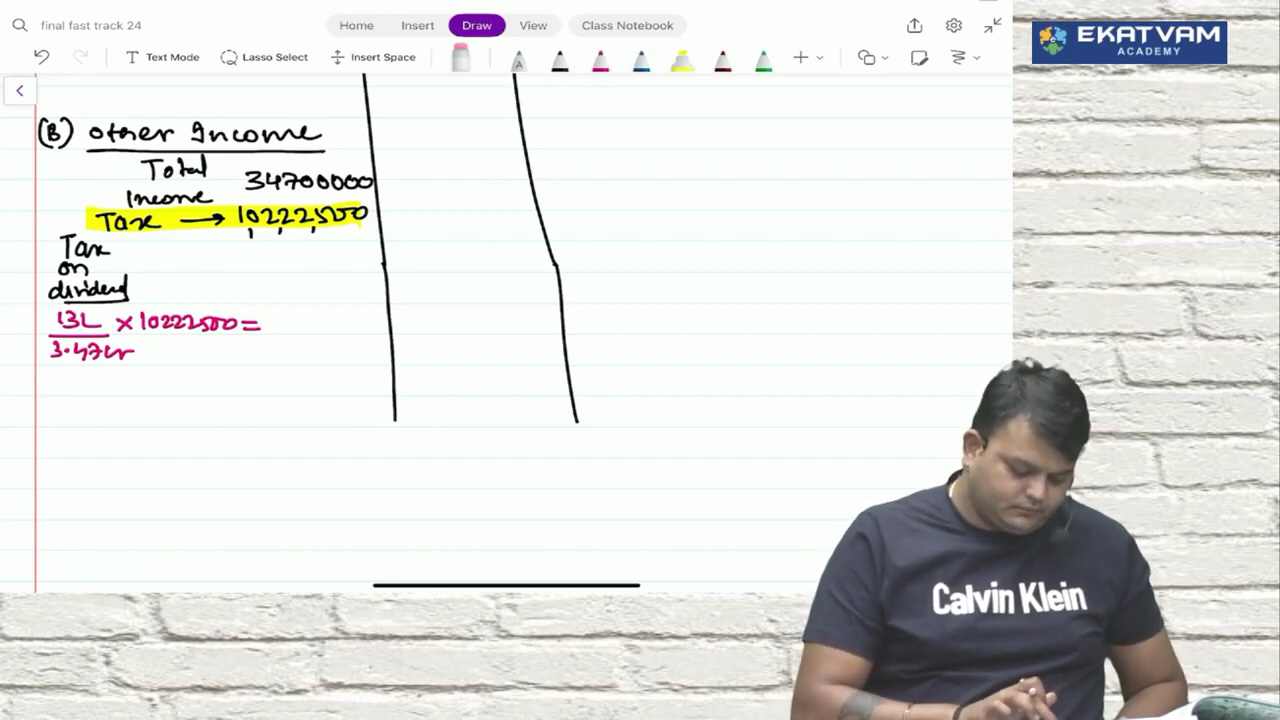 final fast track 24
Home Insert Draw View Class Notebook
Text Mode Lasso Select Insert Space
EKATVAM
ACADEMY
(B) other Income
Total
Income 34700000
Tax → 10222500
Tax
on
dividend
13L × 10222500 =
3.47cr
Calvin Klein